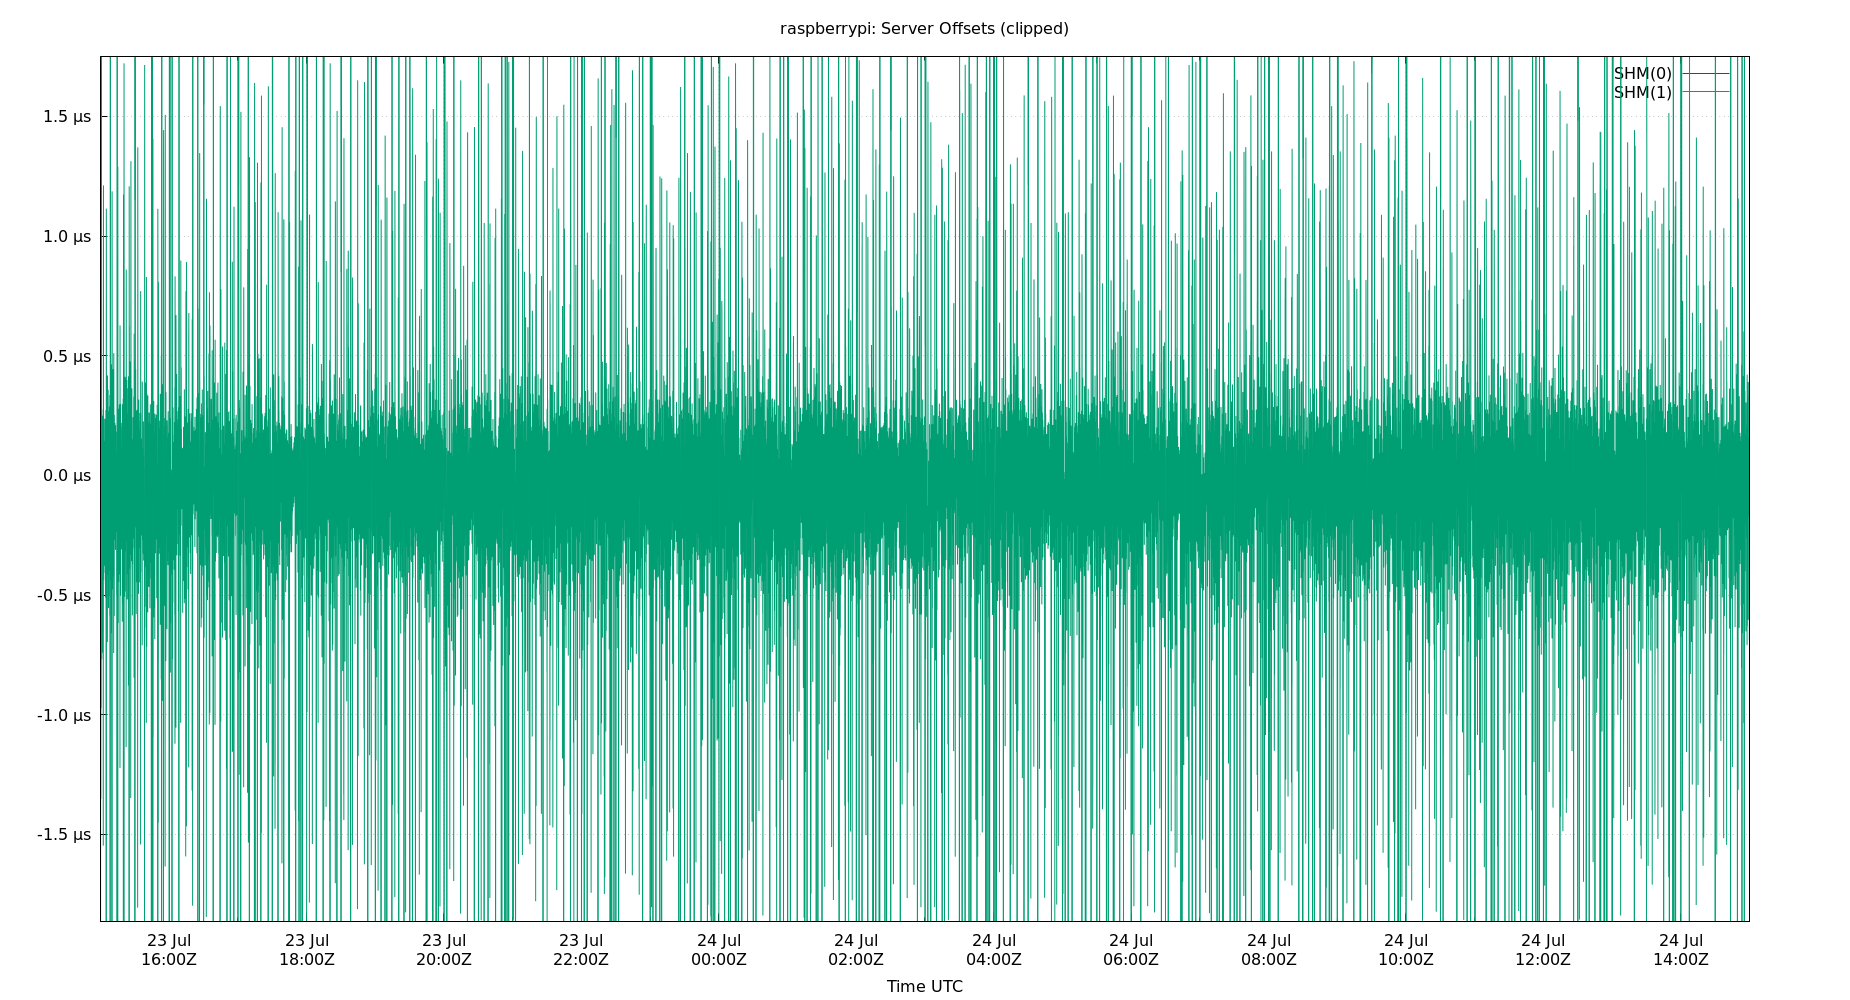 raspberrypi: Server Offsets (clipped)
SHM(0)
SHM(1)
1.5 µs
1.0 µs
0.5 µs
0.0 µs
-0.5 µs
-1.0 µs
-1.5 µs
23 Jul 23 Jul 23 Jul 23 Jul 24 Jul 24 Jul 24 Jul 24 Jul 24 Jul 24 Jul 24 Jul 24 Jul
16:00Z 18:00Z 20:00Z 22:00Z 00:00Z 02:00Z 04:00Z 06:00Z 08:00Z 10:00Z 12:00Z 14:00Z
Time UTC